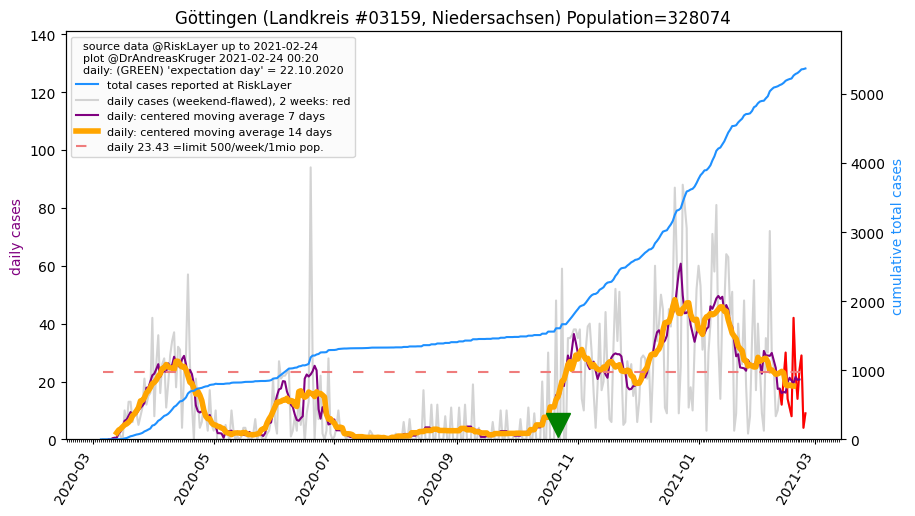 Göttingen (Landkreis #03159, Niedersachsen) Population=328074
source data @RiskLayer up to 2021-02-24
plot @DrAndreasKruger 2021-02-24 00:20
daily: (GREEN) 'expectation day' = 22.10.2020
total cases reported at RiskLayer
daily cases (weekend-flawed), 2 weeks: red
daily: centered moving average 7 days
daily: centered moving average 14 days
daily 23.43 =limit 500/week/1mio pop.
daily cases
140
120
100
80
60
40
20
0
cumulative total cases
5000
4000
3000
2000
1000
0
2020-03
2020-05
2020-07
2020-09
2020-11
2021-01
2021-03